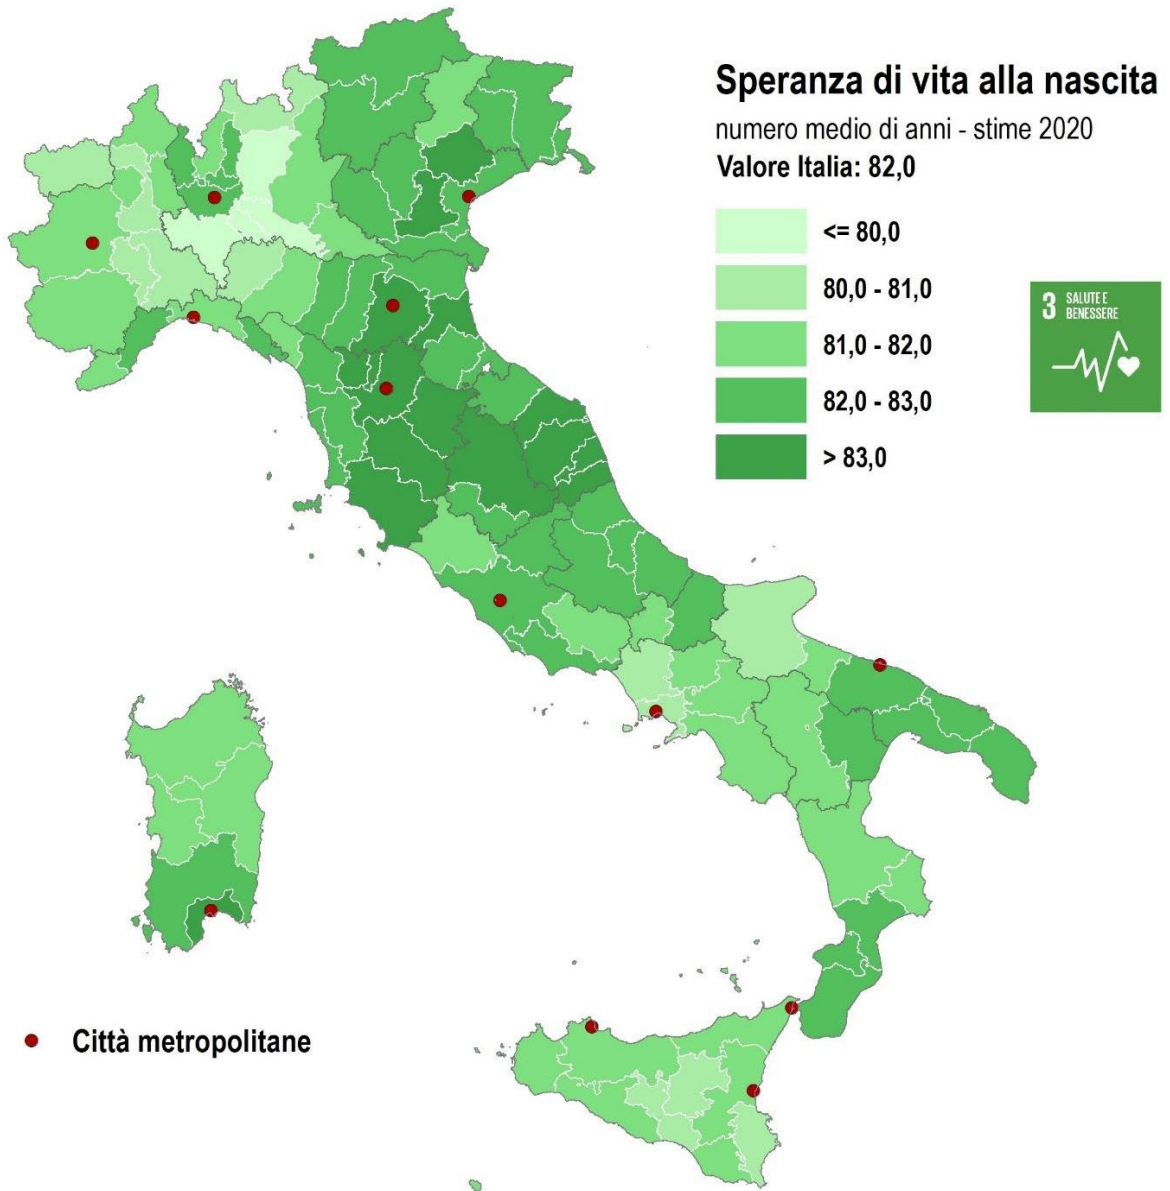 Speranza di vita alla nascita
numero medio di anni - stime 2020
Valore Italia: 82,0
<= 80,0
80,0 - 81,0
81,0 - 82,0
82,0 - 83,0
> 83,0
3 SALUTE E
BENESSERE
Città metropolitane